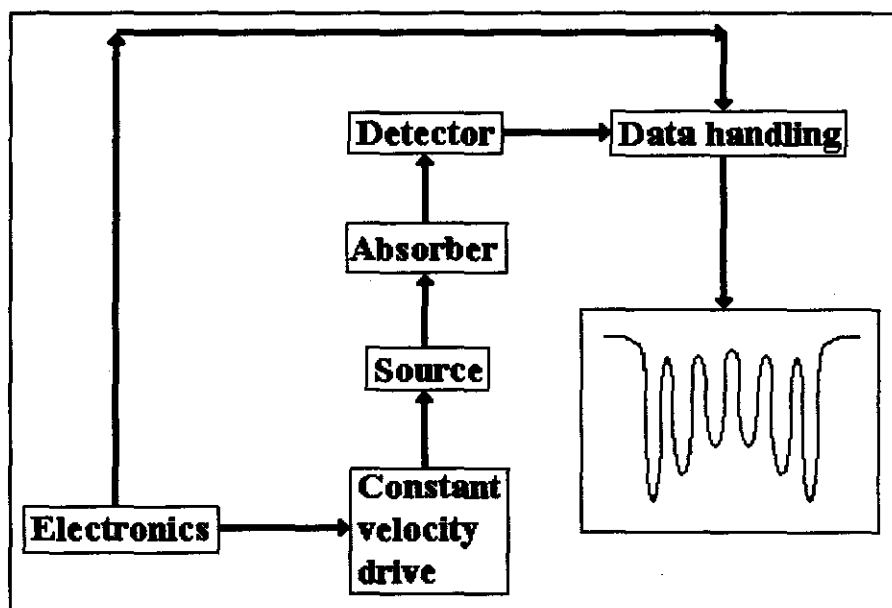 Detector
Data handling
Absorber
Source
Constant
velocity
drive
Electronics